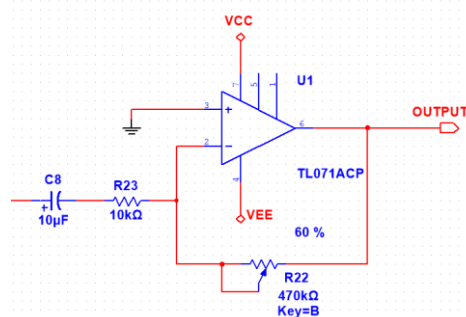 VCC
U1
7
5
1
3
+
2
−
6
4
OUTPUT
TL071ACP
VEE
C8
+
10µF
R23
10kΩ
60 %
R22
470kΩ
Key=B